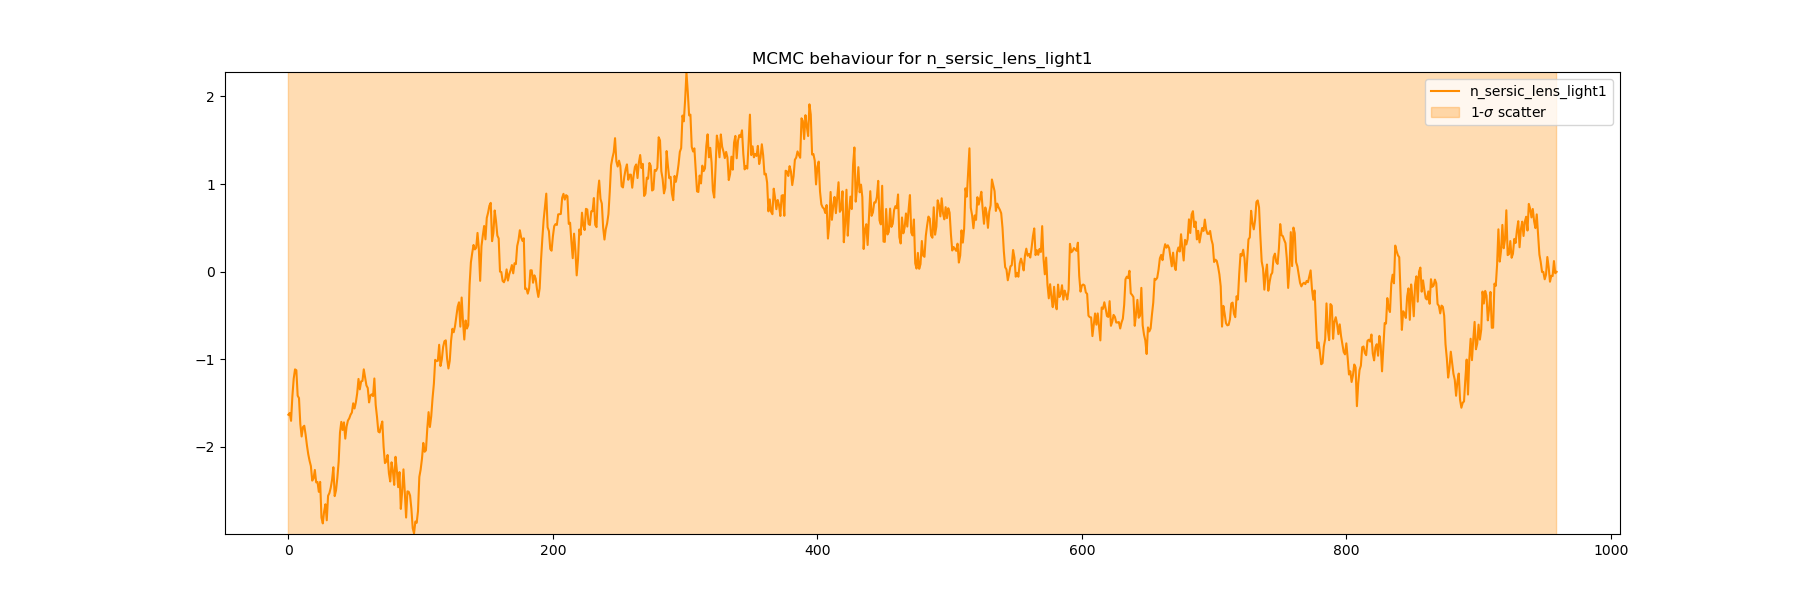 MCMC behaviour for n_sersic_lens_light1
n_sersic_lens_light1
1-σ scatter
2
1
0
−1
−2
0 200 400 600 800 1000